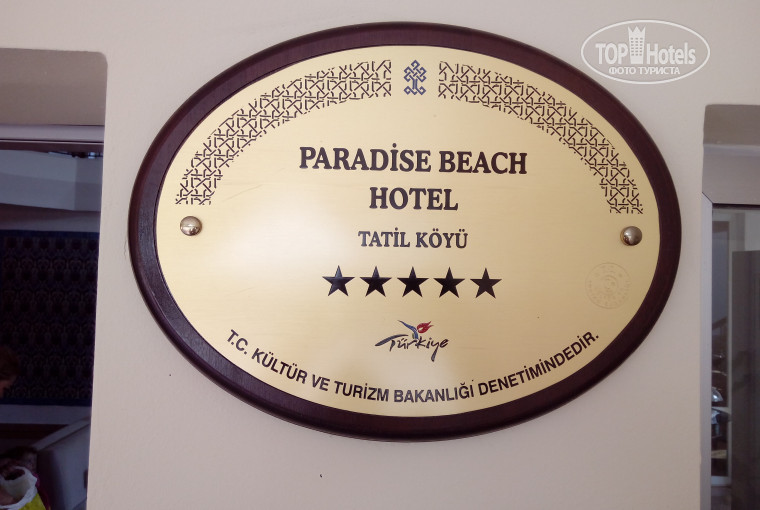 TOP Hotels
ФОТО ТУРИСТА
PARADİSE BEACH
HOTEL
TATİL KÖYÜ
Türkiye
T.C. KÜLTÜR VE TURİZM BAKANLIĞI DENETİMİNDEDİR.